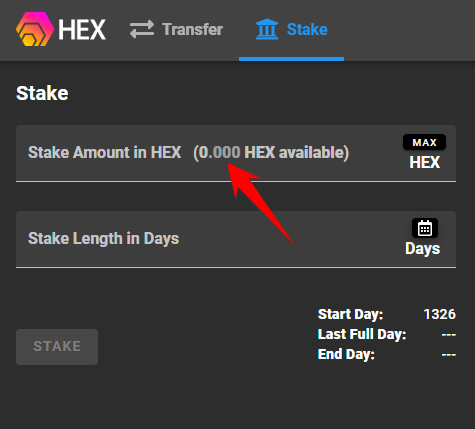 HEX Transfer Stake
Stake
MAX
Stake Amount in HEX (0.000 HEX available) HEX
Stake Length in Days
Days
Start Day: 1326
Last Full Day: ---
STAKE
End Day: ---